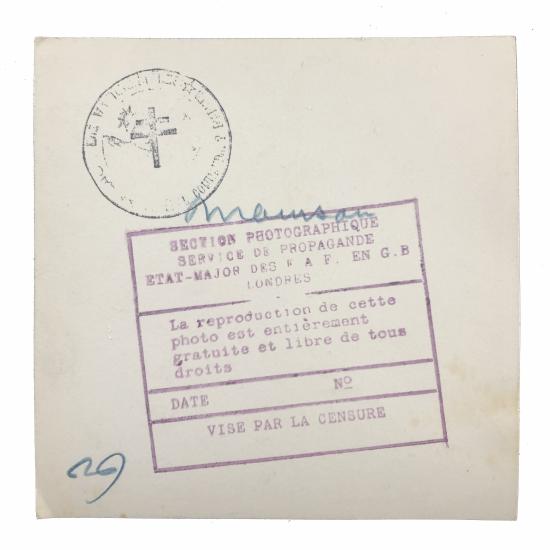 SECTION PHOTOGRAPHIQUE
SERVICE DE PROPAGANDE
ETAT-MAJOR DES F A F. EN G.B
LONDRES
La reproduction de cette
photo est entièrement
gratuite et libre de tous
droits
DATE Nº
VISE PAR LA CENSURE
29